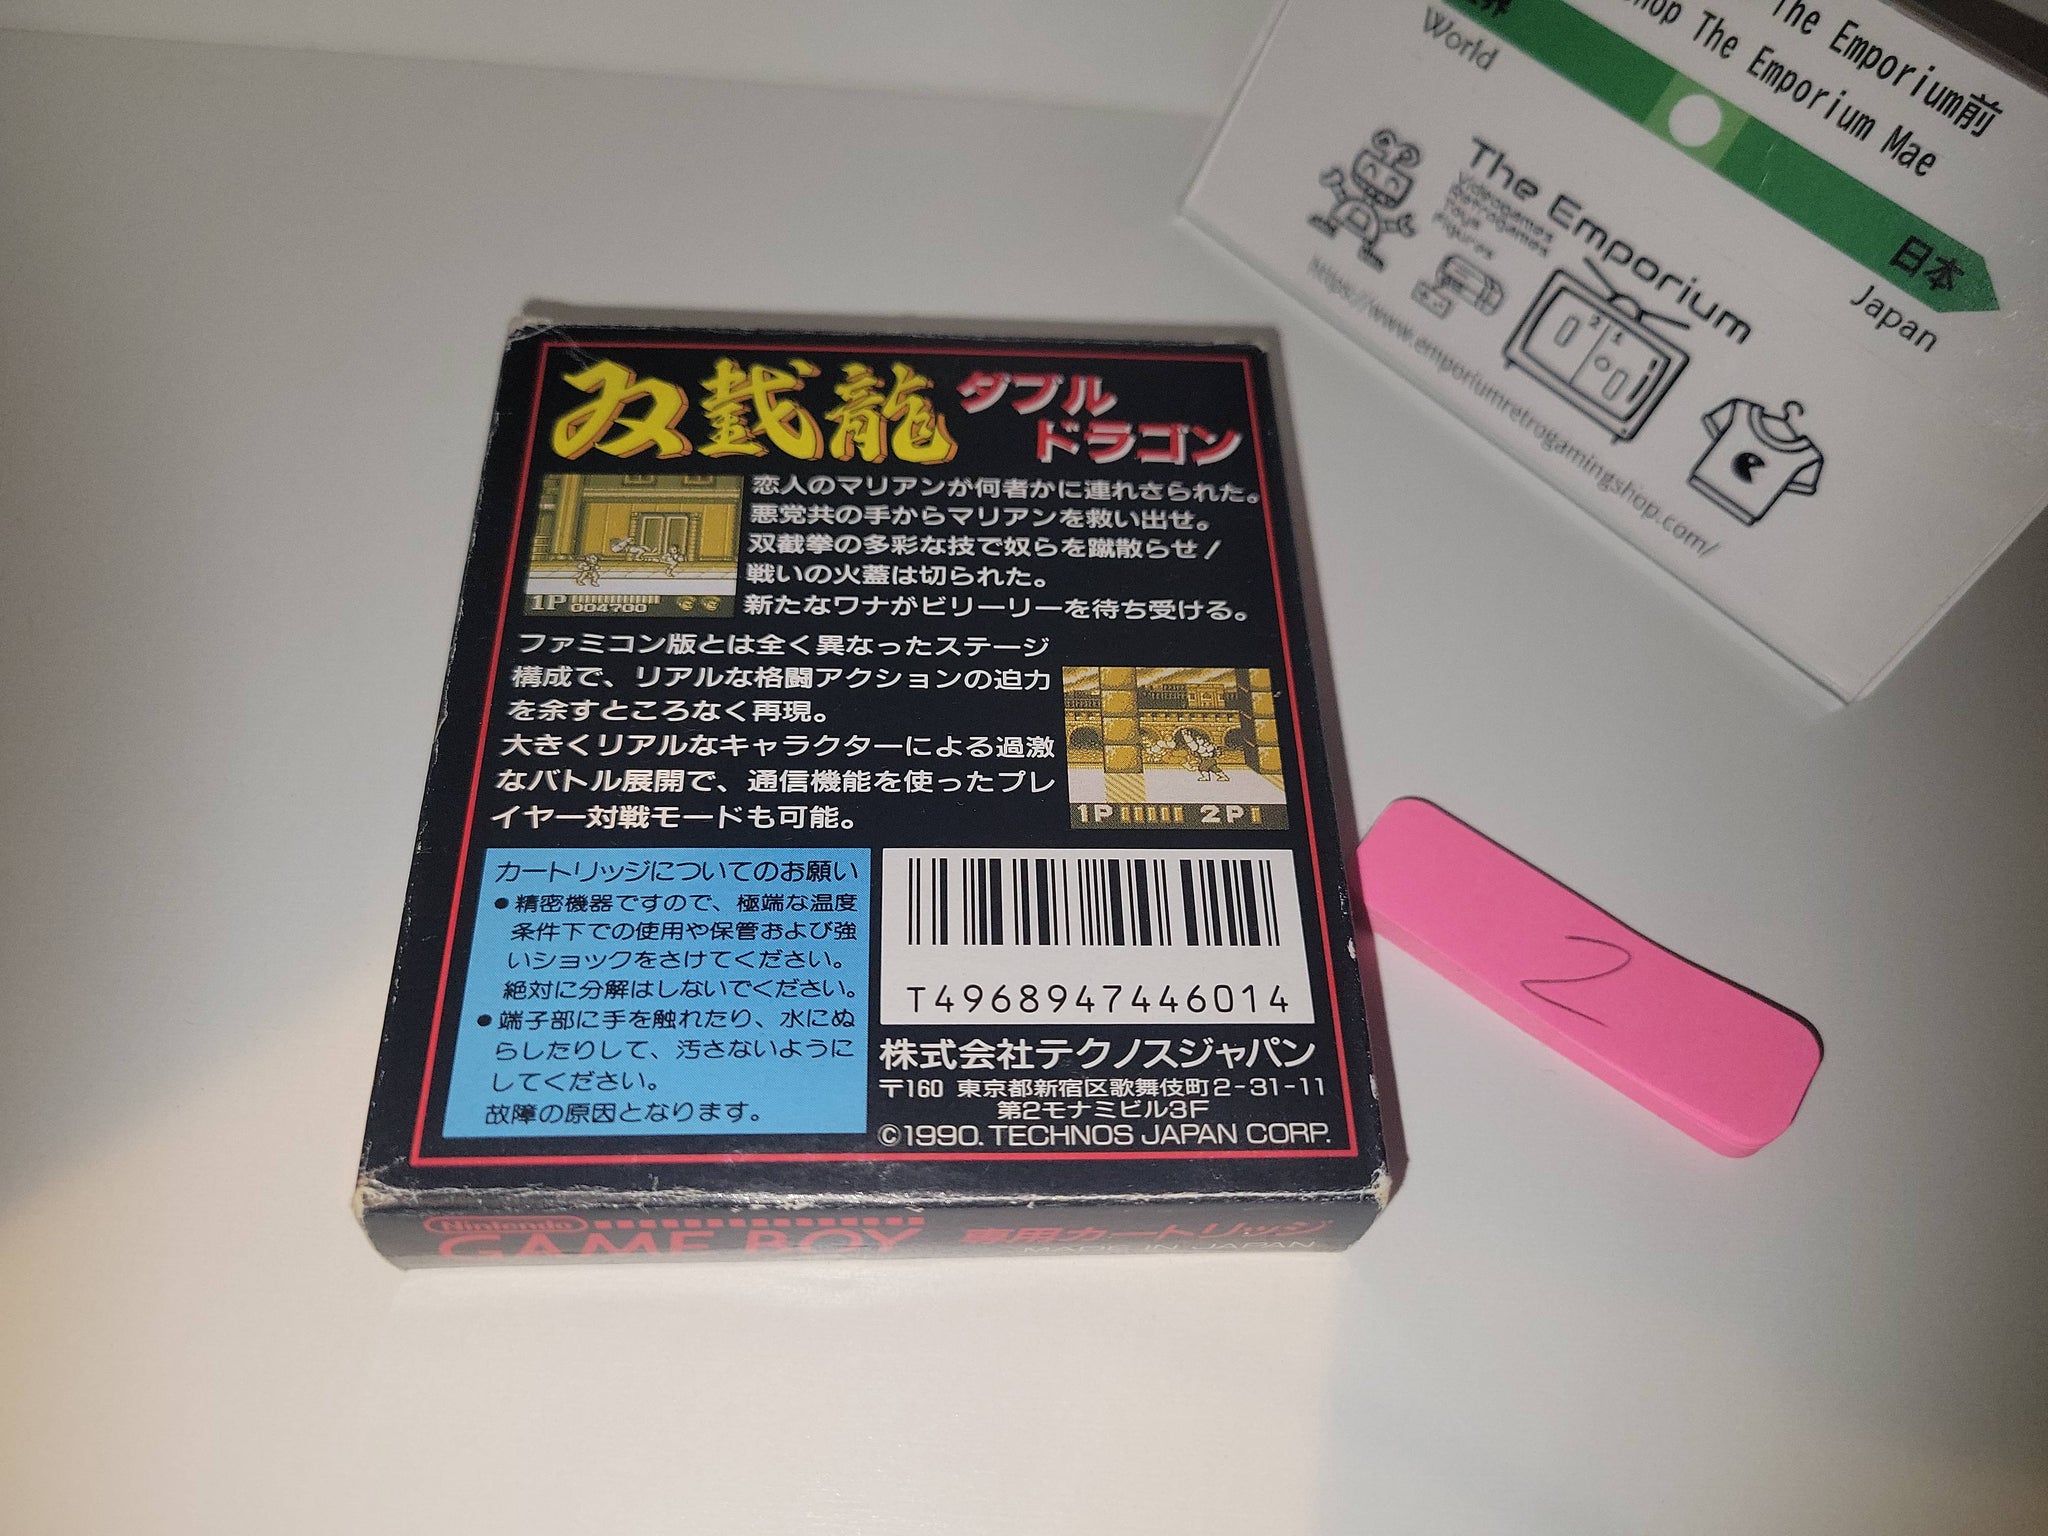 The Emporium前
Shop The Emporium Mae
World
日本
Japan
The Emporium
Videogames
Retrogames
Toys
Figures
https://www.emporiumretrogamingshop.com/
双截龍
ダブル
ドラゴン
恋人のマリアンが何者かに連れさられた。
悪党共の手からマリアンを救い出せ。
双截拳の多彩な技で奴らを蹴散らせ!
戦いの火蓋は切られた。
新たなワナがビリーリーを待ち受ける。
1P
004700
ファミコン版とは全く異なったステージ
構成で、リアルな格闘アクションの迫力
を余すところなく再現。
大きくリアルなキャラクターによる過激
なバトル展開で、通信機能を使ったプレ
イヤー対戦モードも可能。
1P 2P
カートリッジについてのお願い
●精密機器ですので、極端な温度
条件下での使用や保管および強
いショックをさけてください。
絶対に分解はしないでください。
●端子部に手を触れたり、水にぬ
らしたりして、汚さないように
してください。
故障の原因となります。
T4968947446014
株式会社テクノスジャパン
〒160 東京都新宿区歌舞伎町2-31-11
第2モナミビル3F
©1990. TECHNOS JAPAN CORP.
Nintendo
GAME BOY 専用カートリッジ
MADE IN JAPAN
2